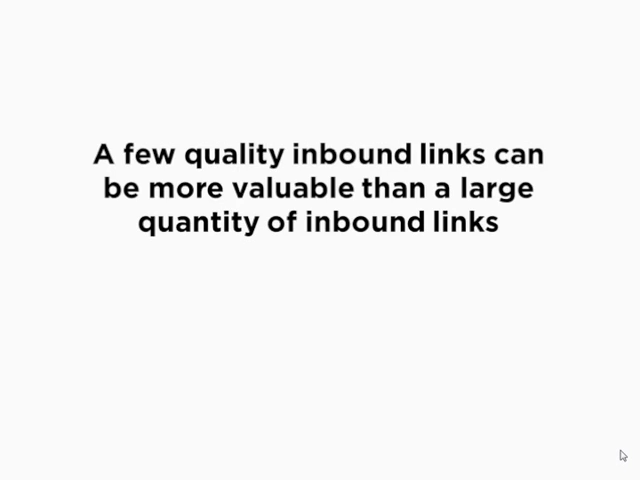 A few quality inbound links can
be more valuable than a large
quantity of inbound links